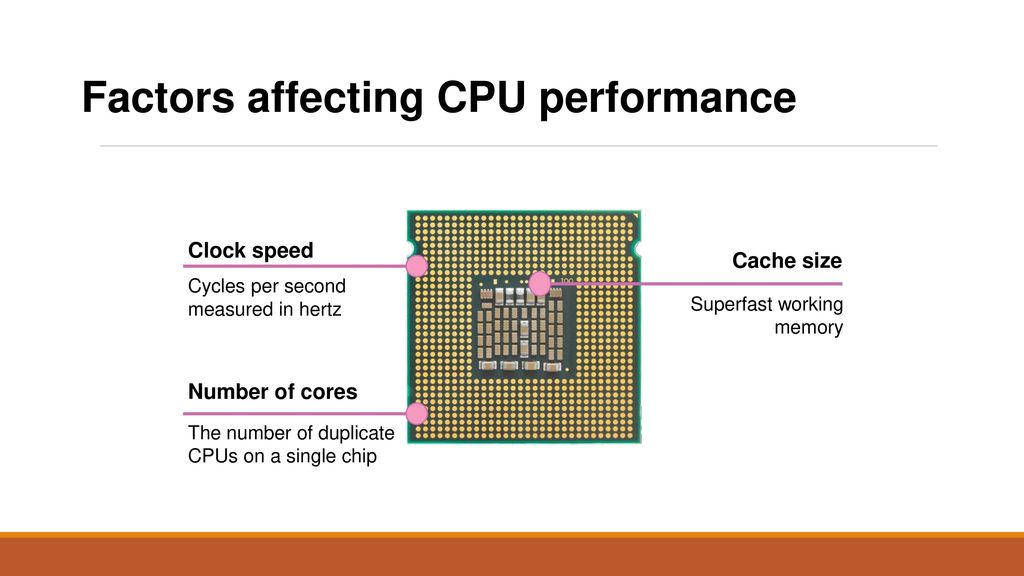 Factors affecting CPU performance
Clock speed
Cycles per second
measured in hertz
Number of cores
The number of duplicate
CPUs on a single chip
Cache size
Superfast working
memory